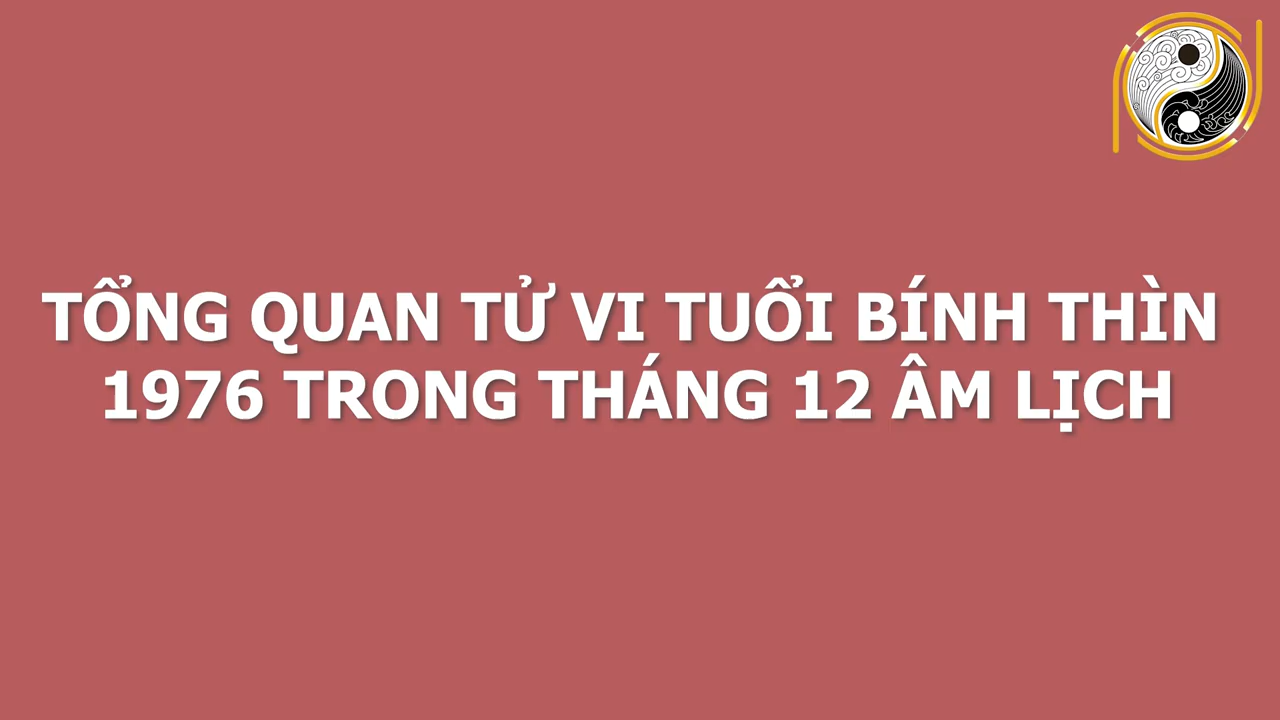 TỔNG QUAN TỬ VI TUỔI BÍNH THÌN
1976 TRONG THÁNG 12 ÂM LỊCH